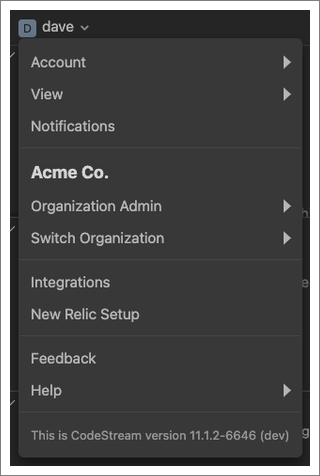 D dave
Account
View
Notifications
Acme Co.
Organization Admin
Switch Organization
Integrations
New Relic Setup
Feedback
Help
This is CodeStream version 11.1.2-6646 (dev)